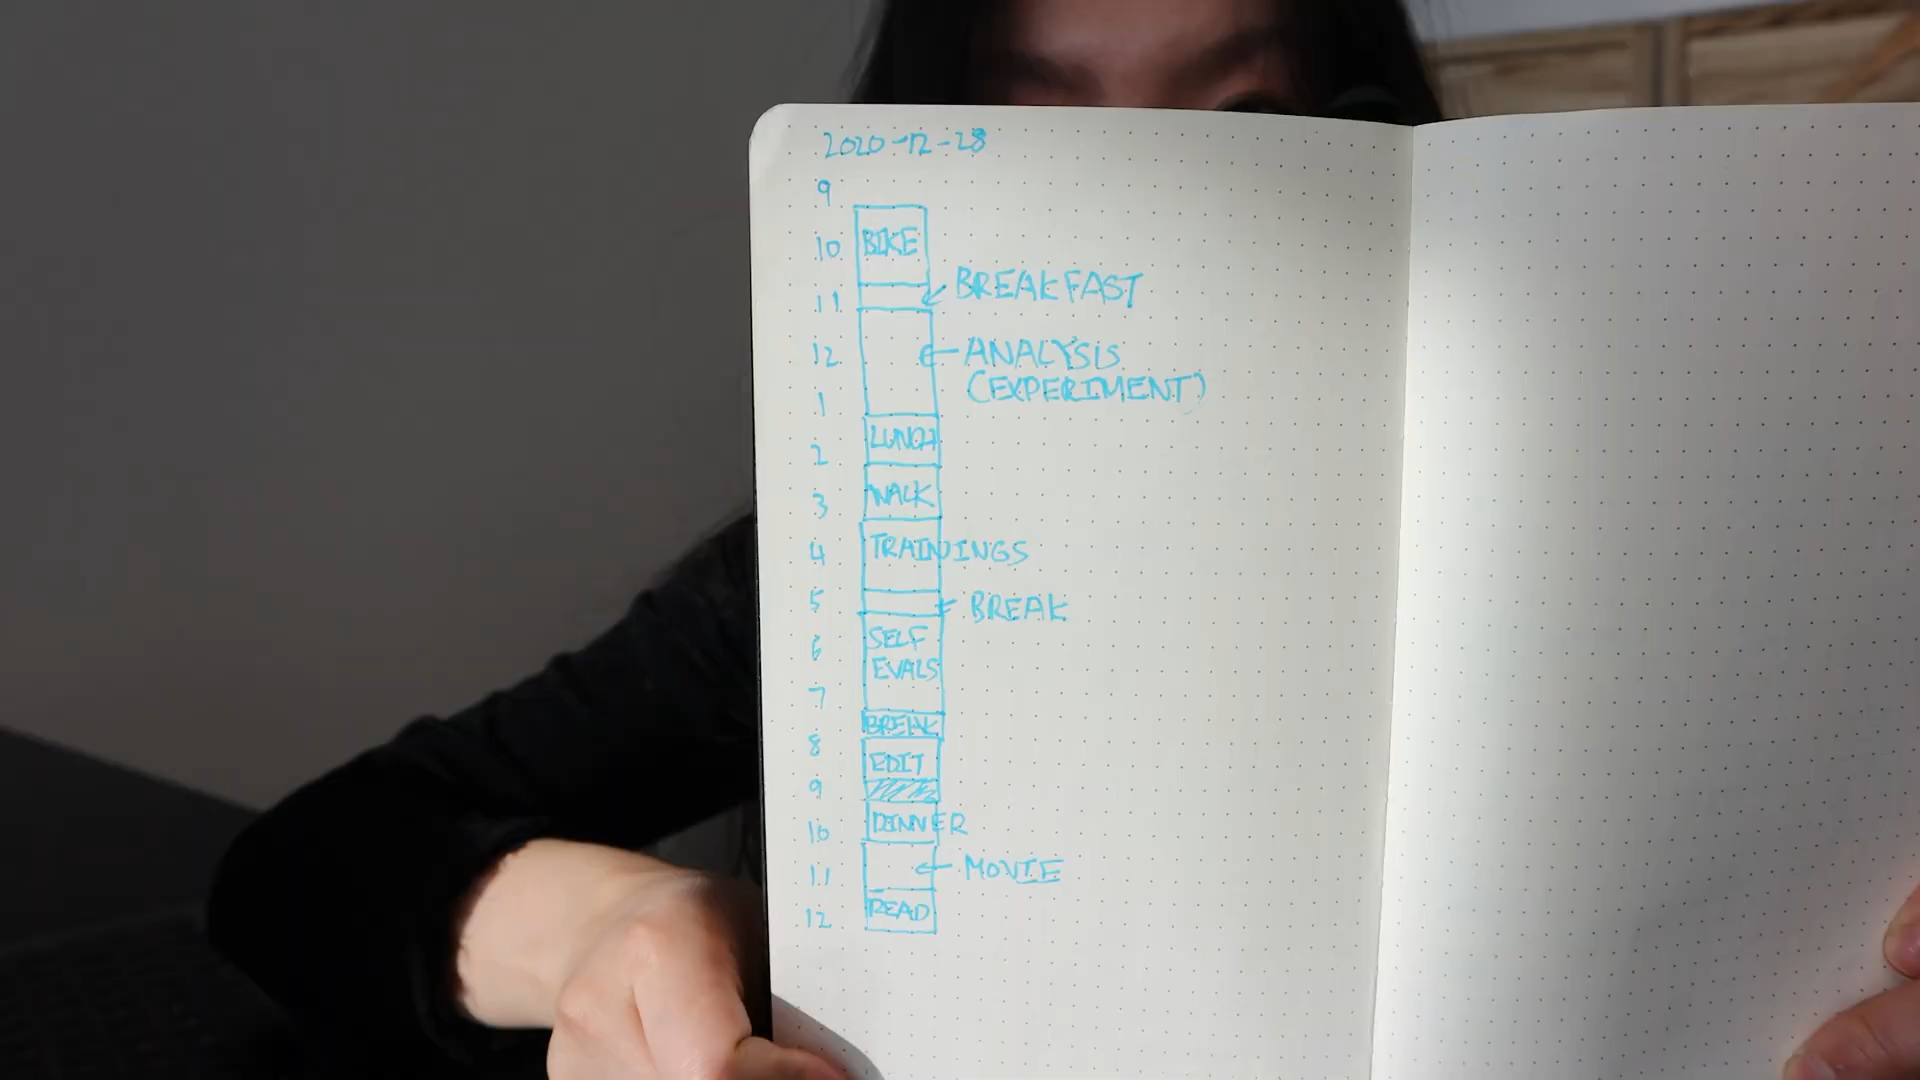 2020-12-28
9
10 BIKE
11 BREAKFAST
12 ANALYSIS
(EXPERIMENT)
1
LUNCH
2
3 WALK
4 TRAININGS
5 BREAK
SELF
6
EVALS
7
BREAK
8
EDIT
9
10 DINNER
11 MOVIE
12 READ